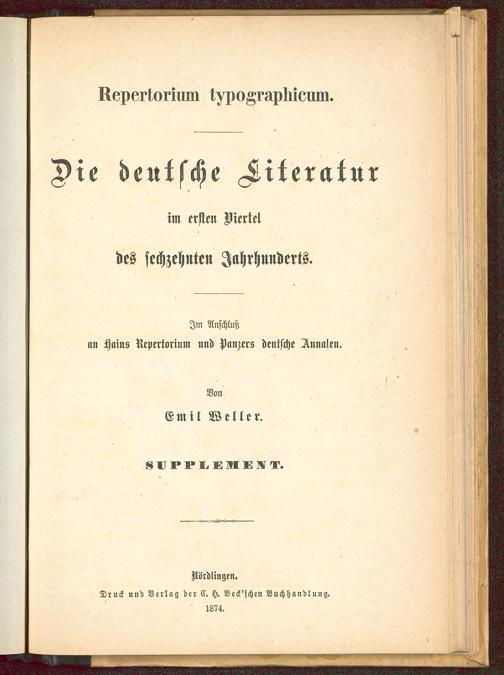 Repertorium typographicum.
Die deutsche Literatur
im ersten Viertel
des sechzehnten Jahrhunderts.
Im Anschluß
an Hains Repertorium und Panzers deutsche Annalen.
Von
Emil Weller.
SUPPLEMENT.
Nördlingen.
Druck und Verlag der C. H. Beck'schen Buchhandlung.
1874.